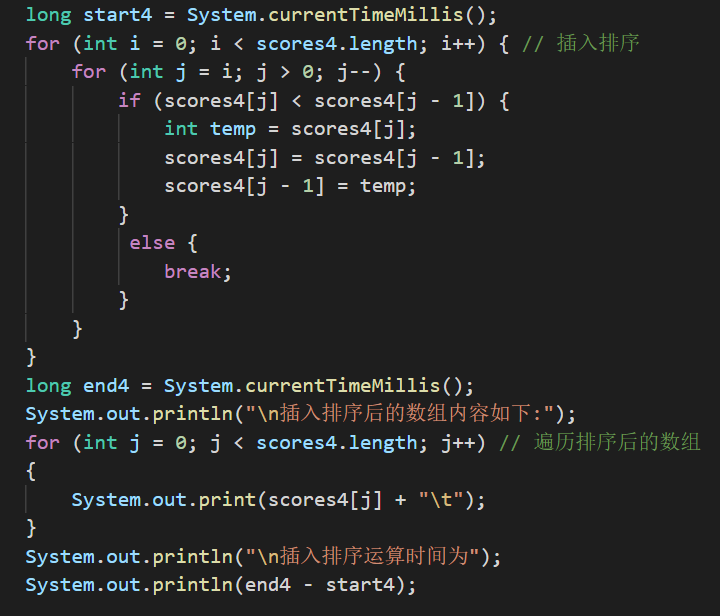 long start4 = System.currentTimeMillis();
for (int i = 0; i < scores4.length; i++) { // 插入排序
    for (int j = i; j > 0; j--) {
        if (scores4[j] < scores4[j - 1]) {
            int temp = scores4[j];
            scores4[j] = scores4[j - 1];
            scores4[j - 1] = temp;
        }
         else {
            break;
        }
    }
}
long end4 = System.currentTimeMillis();
System.out.println("\n插入排序后的数组内容如下:");
for (int j = 0; j < scores4.length; j++) // 遍历排序后的数组
{
    System.out.print(scores4[j] + "\t");
}
System.out.println("\n插入排序运算时间为");
System.out.println(end4 - start4);